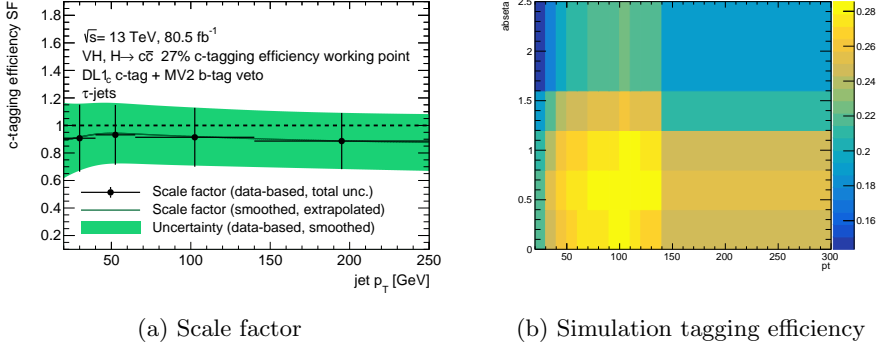 c-tagging efficiency SF
1.8
1.6
1.4
1.2
1
0.8
0.6
0.4
0.2
√s= 13 TeV, 80.5 fb⁻¹
VH, H→ cc̄ 27% c-tagging efficiency working point
DL1c c-tag + MV2 b-tag veto
τ-jets
Scale factor (data-based, total unc.)
Scale factor (smoothed, extrapolated)
Uncertainty (data-based, smoothed)
50 100 150 200 250
jet pT [GeV]
(a) Scale factor
abseta
2.5
2
1.5
1
0.5
0
50 100 150 200 250 300
pt
0.28
0.26
0.24
0.22
0.2
0.18
0.16
(b) Simulation tagging efficiency